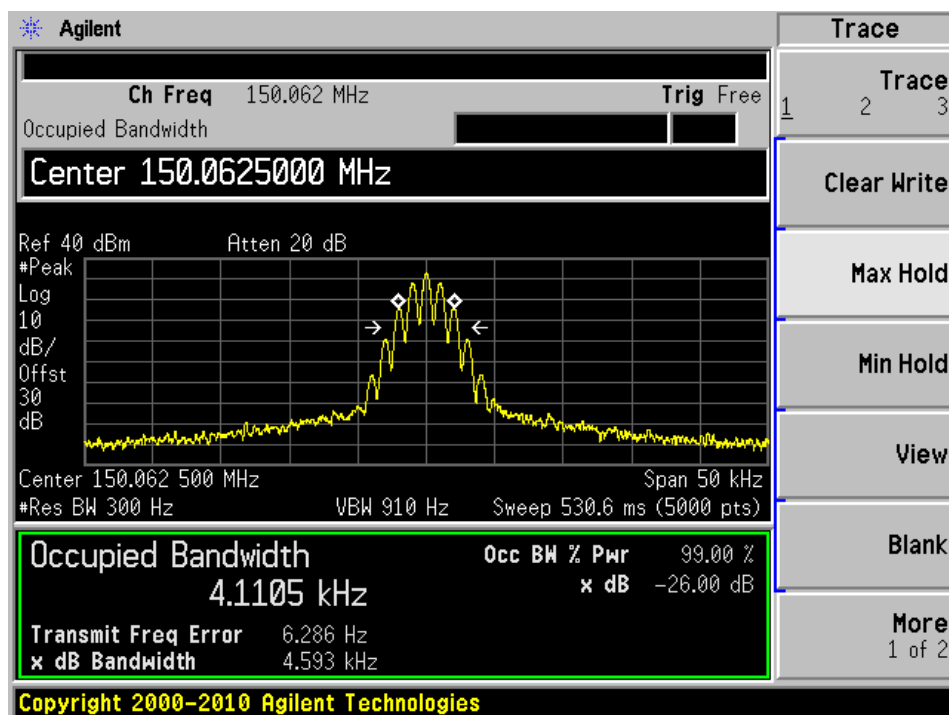 Agilent
Trace
Ch Freq 150.062 MHz Trig Free
Occupied Bandwidth
Center 150.0625000 MHz
Ref 40 dBm Atten 20 dB
#Peak
Log
10
dB/
Offst
30
dB
Center 150.062 500 MHz Span 50 kHz
#Res BW 300 Hz VBW 910 Hz Sweep 530.6 ms (5000 pts)
Occupied Bandwidth
4.1105 kHz
Occ BW % Pwr 99.00 %
x dB -26.00 dB
Transmit Freq Error 6.286 Hz
x dB Bandwidth 4.593 kHz
Copyright 2000-2010 Agilent Technologies
Trace
1 2 3
Clear Write
Max Hold
Min Hold
View
Blank
More
1 of 2